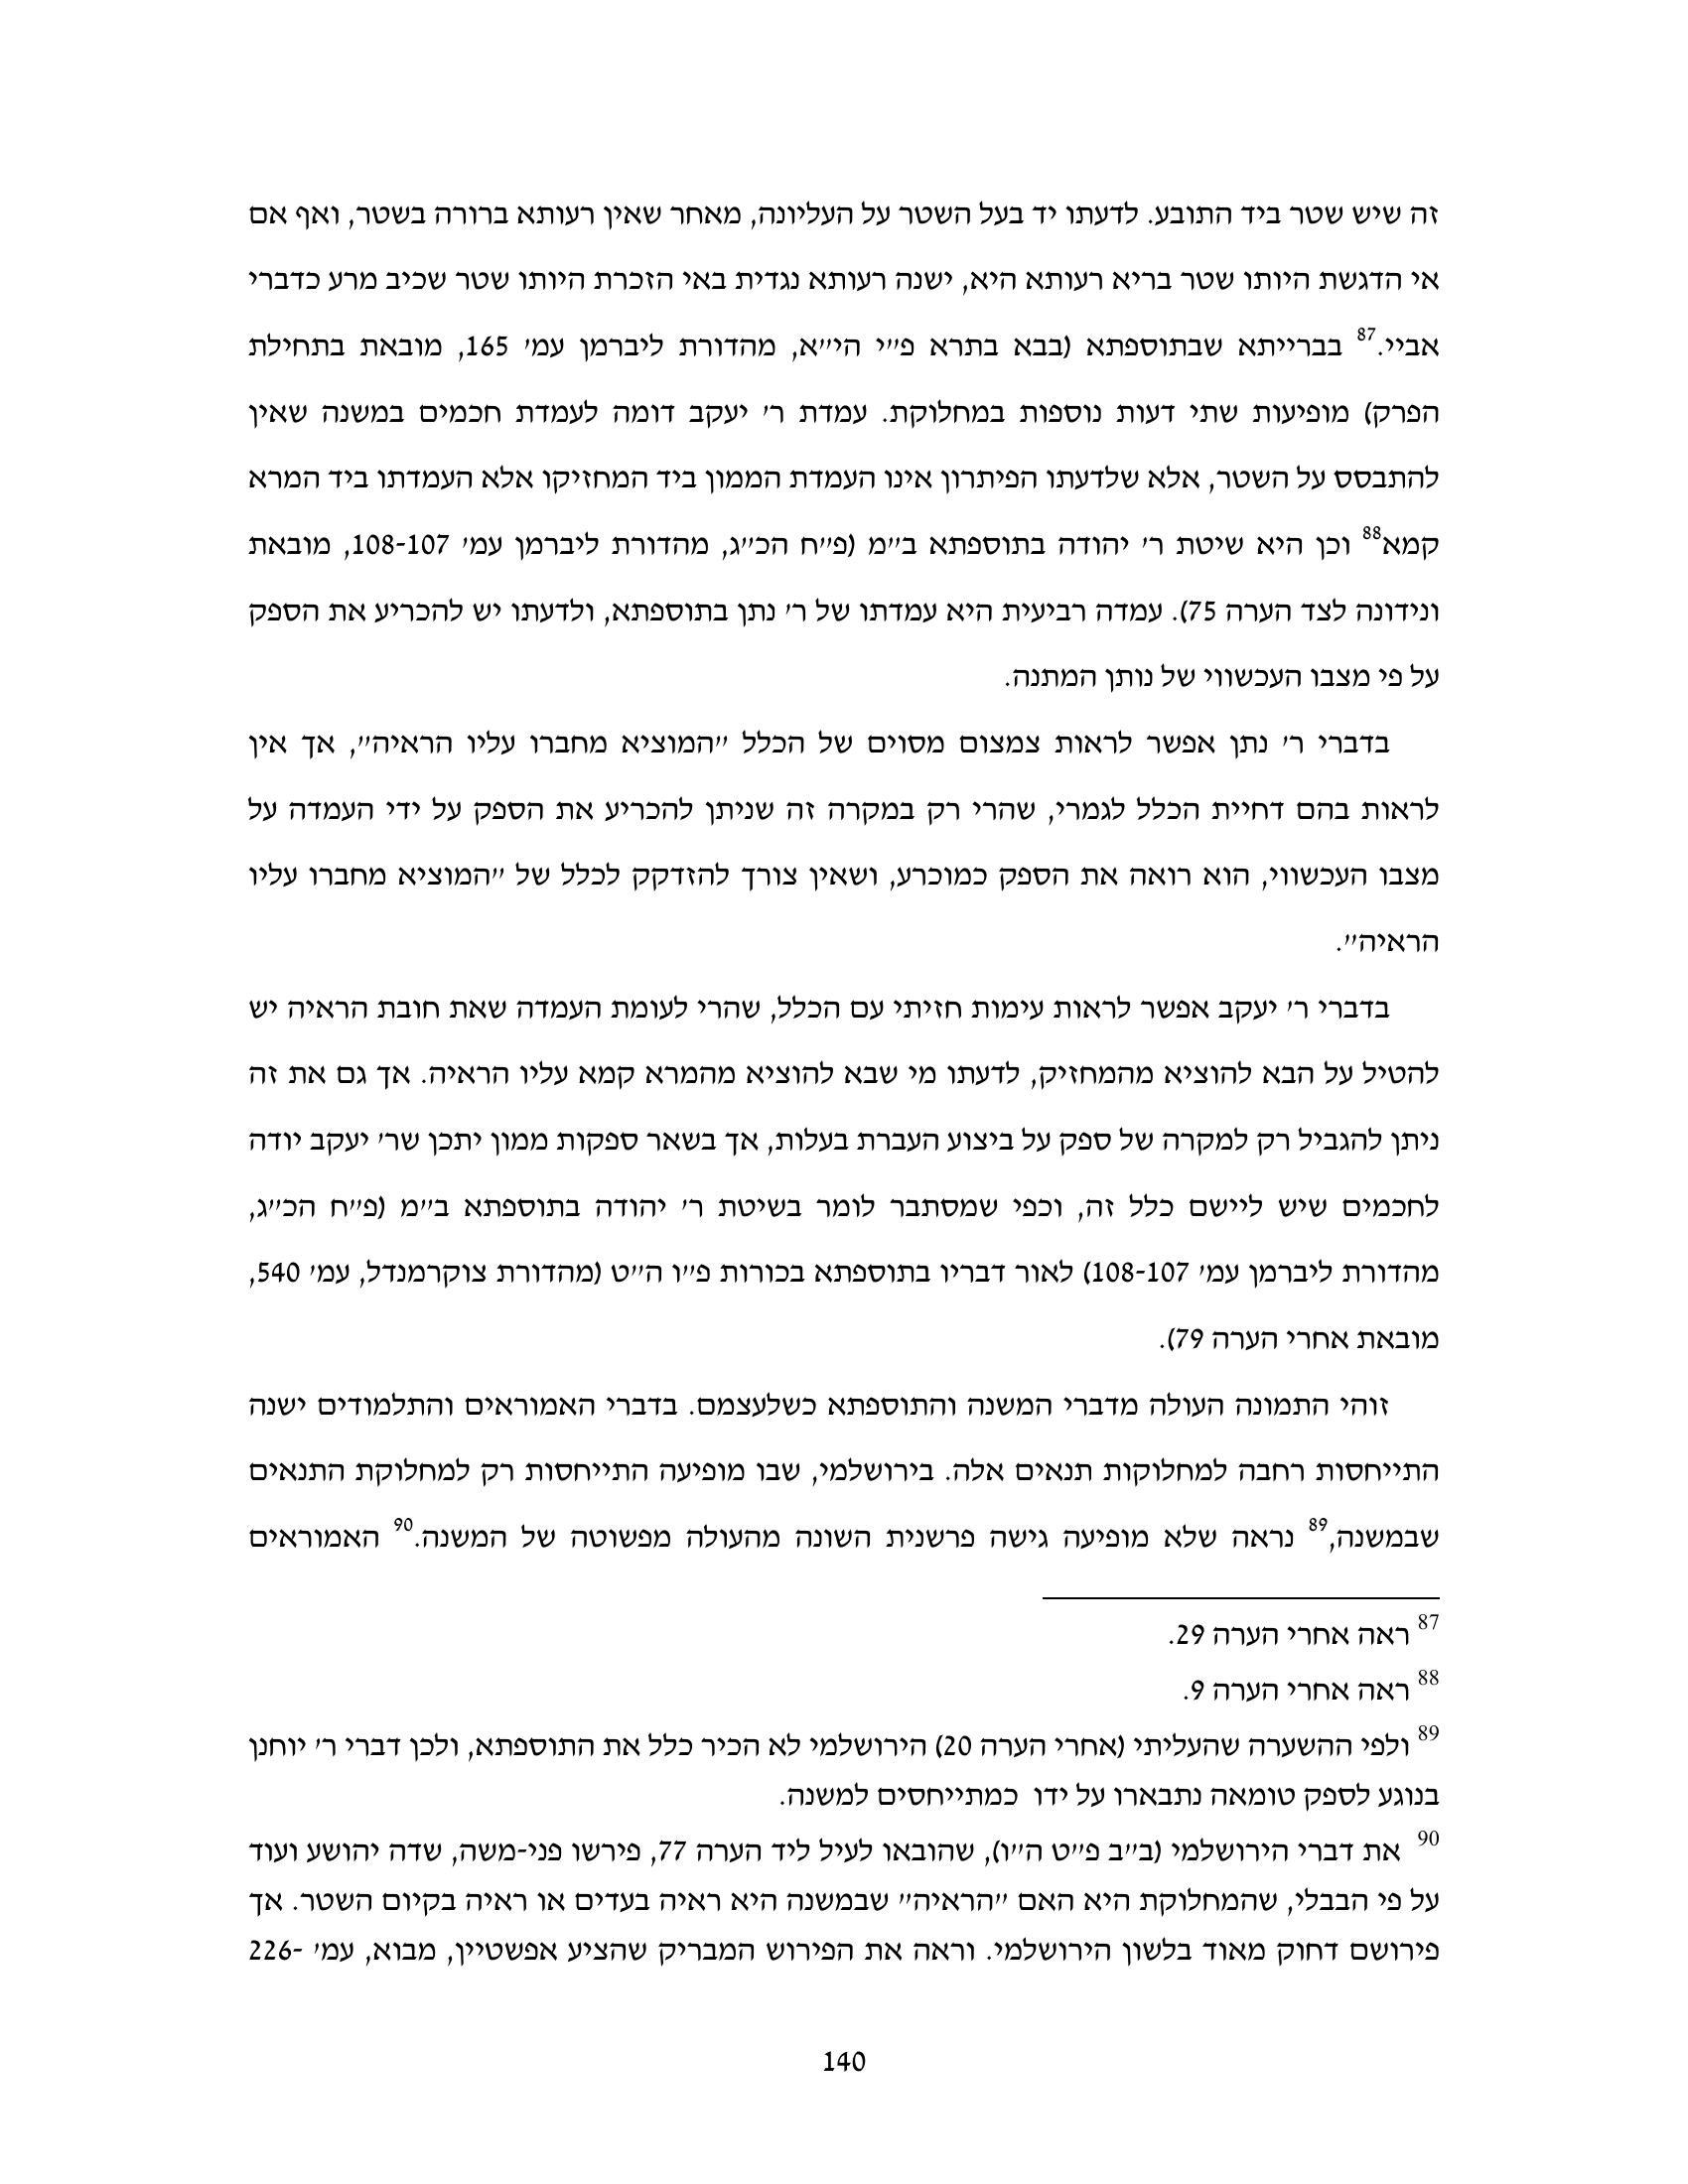 זה שיש שטר ביד התובע. לדעתו יד בעל השטר על העליונה, מאחר שאין רעותא ברורה בשטר, ואף אם
אי הדגשת היותו שטר בריא רעותא היא, ישנה רעותא נגדית באי הזכרת היותו שטר שכיב מרע כדברי
אביי.87 בברייתא שבתוספתא (בבא בתרא פ״י הי״א, מהדורת ליברמן עמ׳ 165, מובאת בתחילת
הפרק) מופיעות שתי דעות נוספות במחלוקת. עמדת ר׳ יעקב דומה לעמדת חכמים במשנה שאין
להתבסס על השטר, אלא שלדעתו הפיתרון אינו העמדת הממון ביד המחזיקו אלא העמדתו ביד המרא
קמא88 וכן היא שיטת ר׳ יהודה בתוספתא ב״מ (פ״ח הכ״ג, מהדורת ליברמן עמ׳ 108-107, מובאת
ונידונה לצד הערה 75). עמדה רביעית היא עמדתו של ר׳ נתן בתוספתא, ולדעתו יש להכריע את הספק
על פי מצבו העכשווי של נותן המתנה.
בדברי ר׳ נתן אפשר לראות צמצום מסוים של הכלל ״המוציא מחברו עליו הראיה״, אך אין
לראות בהם דחיית הכלל לגמרי, שהרי רק במקרה זה שניתן להכריע את הספק על ידי העמדה על
מצבו העכשווי, הוא רואה את הספק כמוכרע, ושאין צורך להזדקק לכלל של ״המוציא מחברו עליו
הראיה״.
בדברי ר׳ יעקב אפשר לראות עימות חזיתי עם הכלל, שהרי לעומת העמדה שאת חובת הראיה יש
להטיל על הבא להוציא מהמחזיק, לדעתו מי שבא להוציא מהמרא קמא עליו הראיה. אך גם את זה
ניתן להגביל רק למקרה של ספק על ביצוע העברת בעלות, אך בשאר ספקות ממון יתכן שר׳ יעקב יודה
לחכמים שיש ליישם כלל זה, וכפי שמסתבר לומר בשיטת ר׳ יהודה בתוספתא ב״מ (פ״ח הכ״ג,
מהדורת ליברמן עמ׳ 108-107) לאור דבריו בתוספתא בכורות פ״ו ה״ט (מהדורת צוקרמנדל, עמ׳ 540,
מובאת אחרי הערה 79).
זוהי התמונה העולה מדברי המשנה והתוספתא כשלעצמם. בדברי האמוראים והתלמודים ישנה
התייחסות רחבה למחלוקות תנאים אלה. בירושלמי, שבו מופיעה התייחסות רק למחלוקת התנאים
שבמשנה,89 נראה שלא מופיעה גישה פרשנית השונה מהעולה מפשוטה של המשנה.90 האמוראים
87 ראה אחרי הערה 29.
88 ראה אחרי הערה 9.
89 ולפי ההשערה שהעליתי (אחרי הערה 20) הירושלמי לא הכיר כלל את התוספתא, ולכן דברי ר׳ יוחנן
בנוגע לספק טומאה נתבארו על ידו כמתייחסים למשנה.
90 את דברי הירושלמי (ב״ב פ״ט ה״ו), שהובאו לעיל ליד הערה 77, פירשו פני-משה, שדה יהושע ועוד
על פי הבבלי, שהמחלוקת היא האם ״הראיה״ שבמשנה היא ראיה בעדים או ראיה בקיום השטר. אך
פירושם דחוק מאוד בלשון הירושלמי. וראה את הפירוש המבריק שהציע אפשטיין, מבוא, עמ׳ -226
140